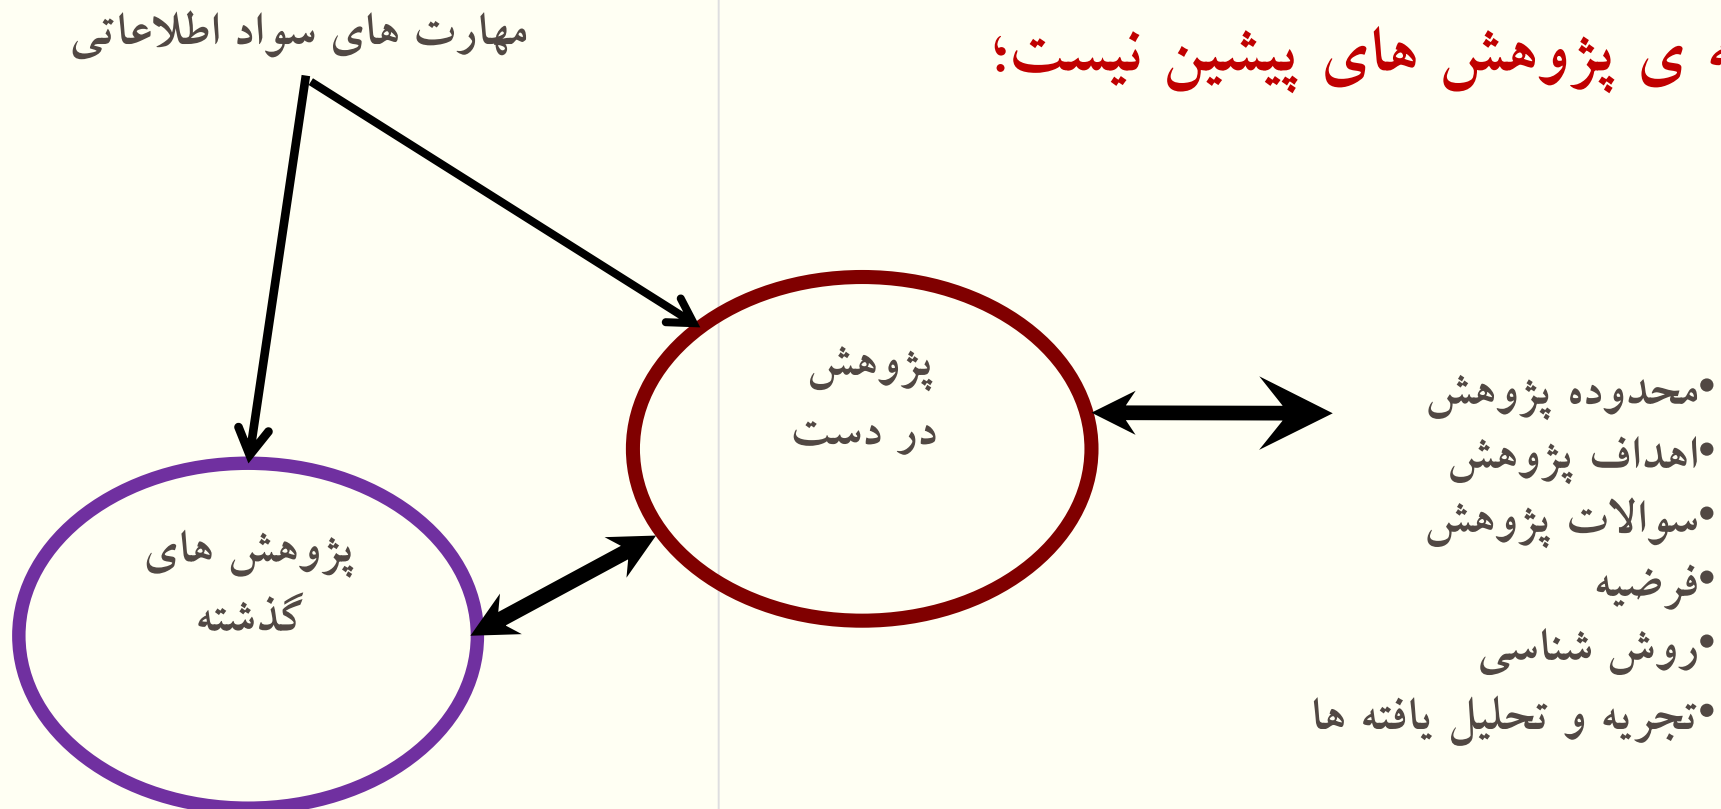 ی پژوهش های پیشین نیست؛
مهارت های سواد اطلاعاتی
پژوهش
در دست
پژوهش های
گذشته
•محدوده پژوهش
•اهداف پژوهش
•سوالات پژوهش
•فرضیه
•روش شناسی
•تجریه و تحلیل یافته ها